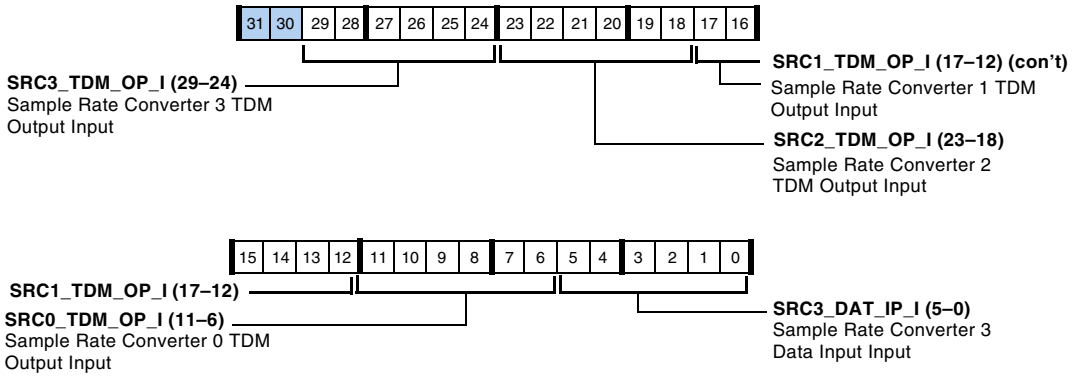 31 30 29 28 27 26 25 24 23 22 21 20 19 18 17 16
SRC3_TDM_OP_I (29–24)
Sample Rate Converter 3 TDM
Output Input
SRC1_TDM_OP_I (17–12) (con't)
Sample Rate Converter 1 TDM
Output Input
SRC2_TDM_OP_I (23–18)
Sample Rate Converter 2
TDM Output Input
15 14 13 12 11 10 9 8 7 6 5 4 3 2 1 0
SRC1_TDM_OP_I (17–12)
SRC0_TDM_OP_I (11–6)
Sample Rate Converter 0 TDM
Output Input
SRC3_DAT_IP_I (5–0)
Sample Rate Converter 3
Data Input Input